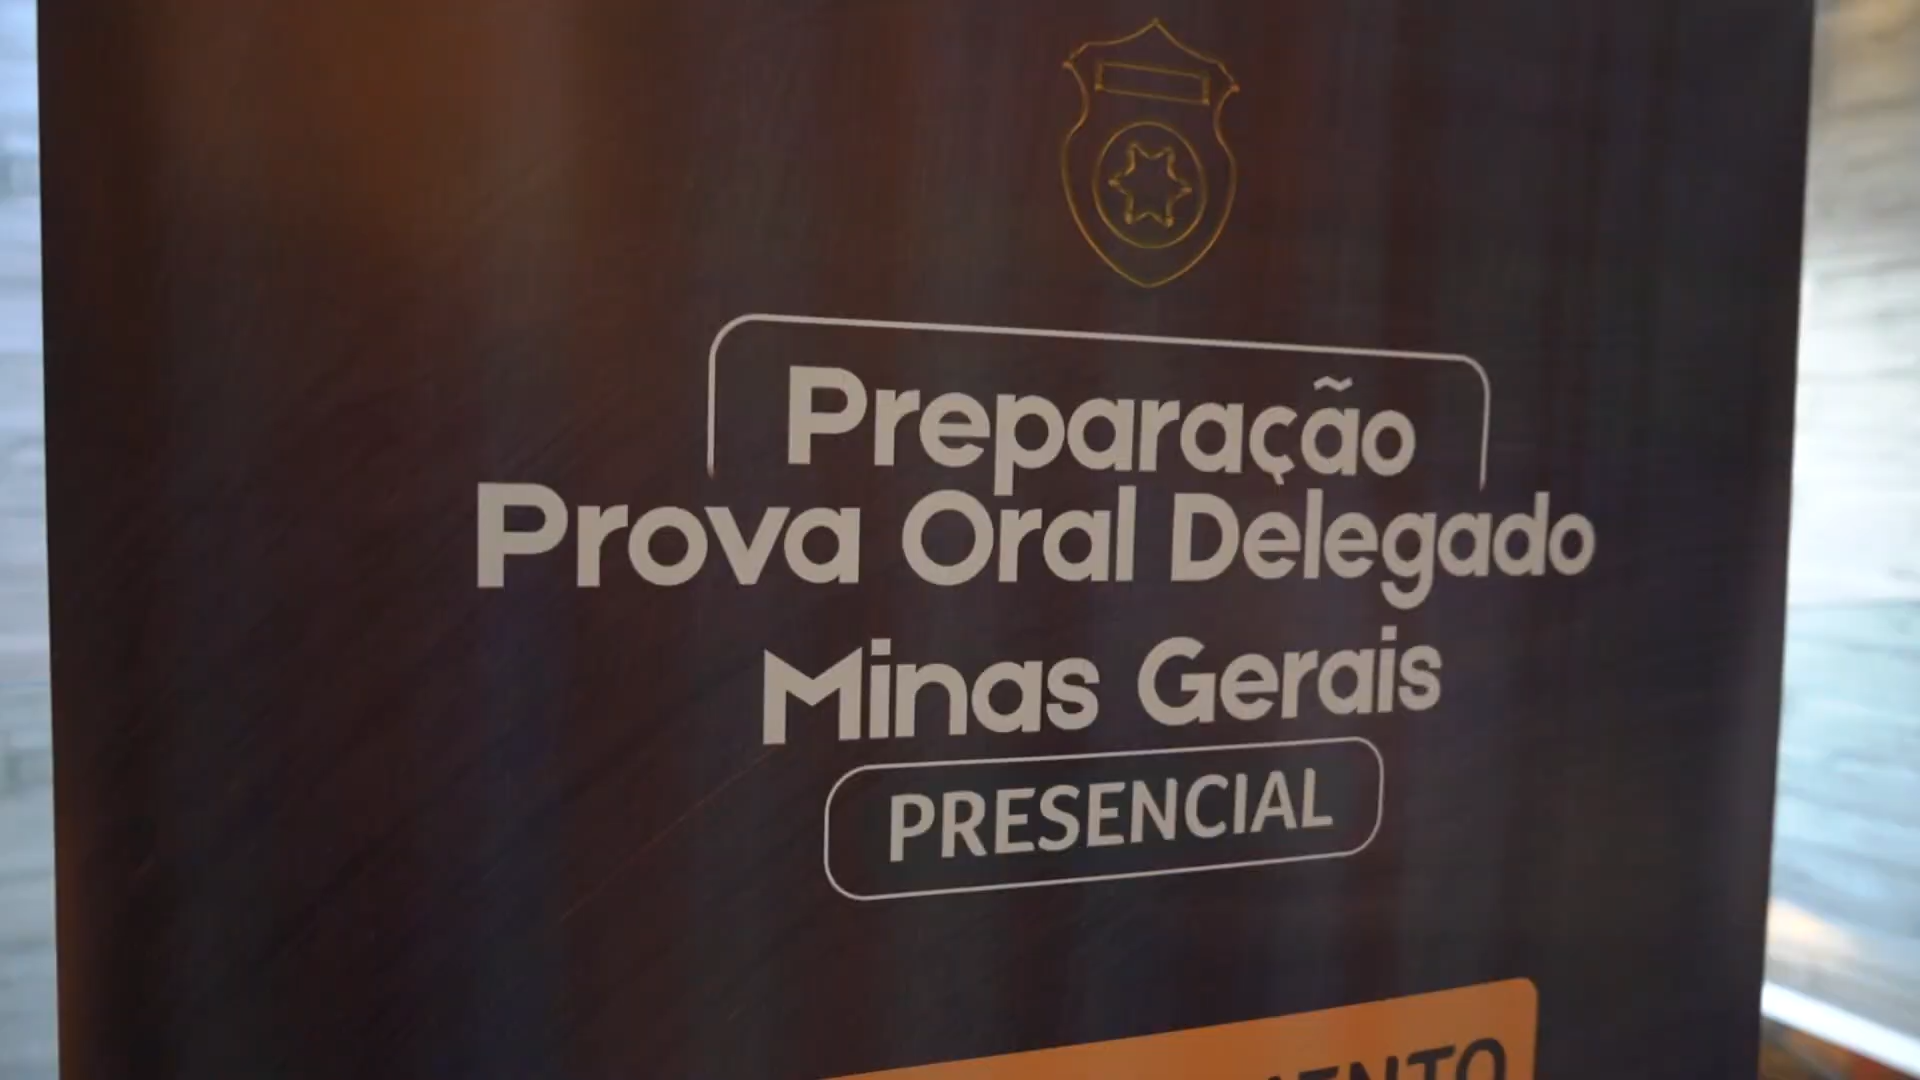 Preparação
Prova Oral Delegado
Minas Gerais
PRESENCIAL